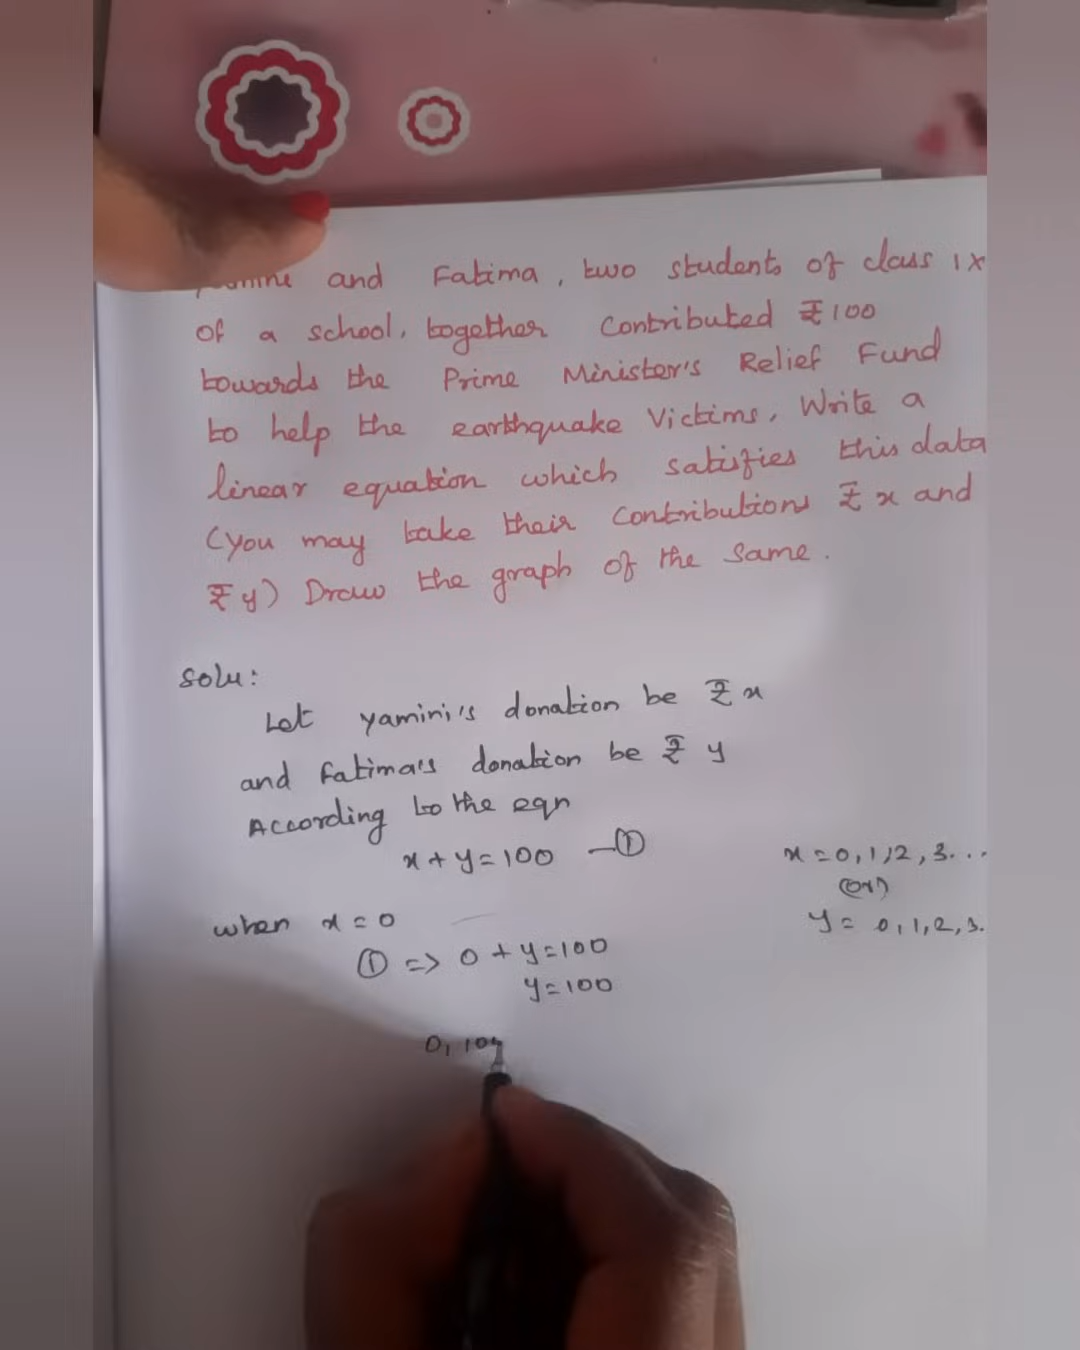 and Fatima, two students of class IX
of a school, together contributed ₹100
towards the Prime Minister's Relief Fund
to help the earthquake victims. Write a
linear equation which satisfies this data
(you may take their contributions ₹ x and
₹ y) Draw the graph of the same.
Solu:
Let yamini's donation be ₹ x
and fatima's donation be ₹ y
According to the eqn
x + y = 100 —①
x = 0, 1, 2, 3...
(or)
y = 0, 1, 2, 3.
when x = 0
① => 0 + y = 100
y = 100
0, 10